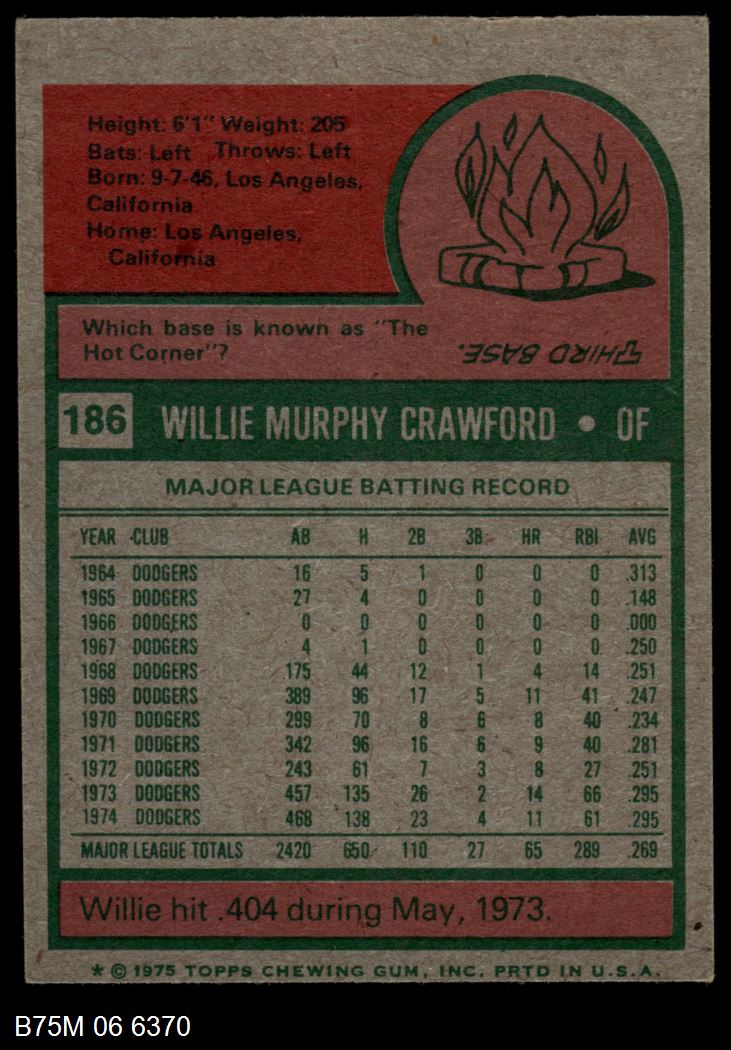 Height: 6'1" Weight: 205
Bats: Left Throws: Left
Born: 9-7-46, Los Angeles,
California
Home: Los Angeles,
California
Which base is known as "The
Hot Corner"?
THIRD BASE.
186 WILLIE MURPHY CRAWFORD • OF
MAJOR LEAGUE BATTING RECORD
YEAR CLUB AB H 2B 3B HR RBI AVG
1964 DODGERS 16 5 1 0 0 0 .313
1965 DODGERS 27 4 0 0 0 0 .148
1966 DODGERS 0 0 0 0 0 0 .000
1967 DODGERS 4 1 0 0 0 0 .250
1968 DODGERS 175 44 12 1 4 14 .251
1969 DODGERS 389 96 17 5 11 41 .247
1970 DODGERS 299 70 8 6 8 40 .234
1971 DODGERS 342 96 16 6 9 40 .281
1972 DODGERS 243 61 7 3 8 27 .251
1973 DODGERS 457 135 26 2 14 66 .295
1974 DODGERS 468 138 23 4 11 61 .295
MAJOR LEAGUE TOTALS 2420 650 110 27 65 289 .269
Willie hit .404 during May, 1973.
* © 1975 TOPPS CHEWING GUM, INC. PRTD IN U.S.A.
B75M 06 6370